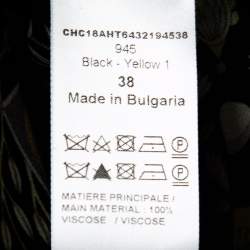 CHC18AHT6432194538
945
Black - Yellow 1
38
Made in Bulgaria
P
P
MATIERE PRINCIPALE /
MAIN MATERIAL : 100%
VISCOSE / VISCOSE